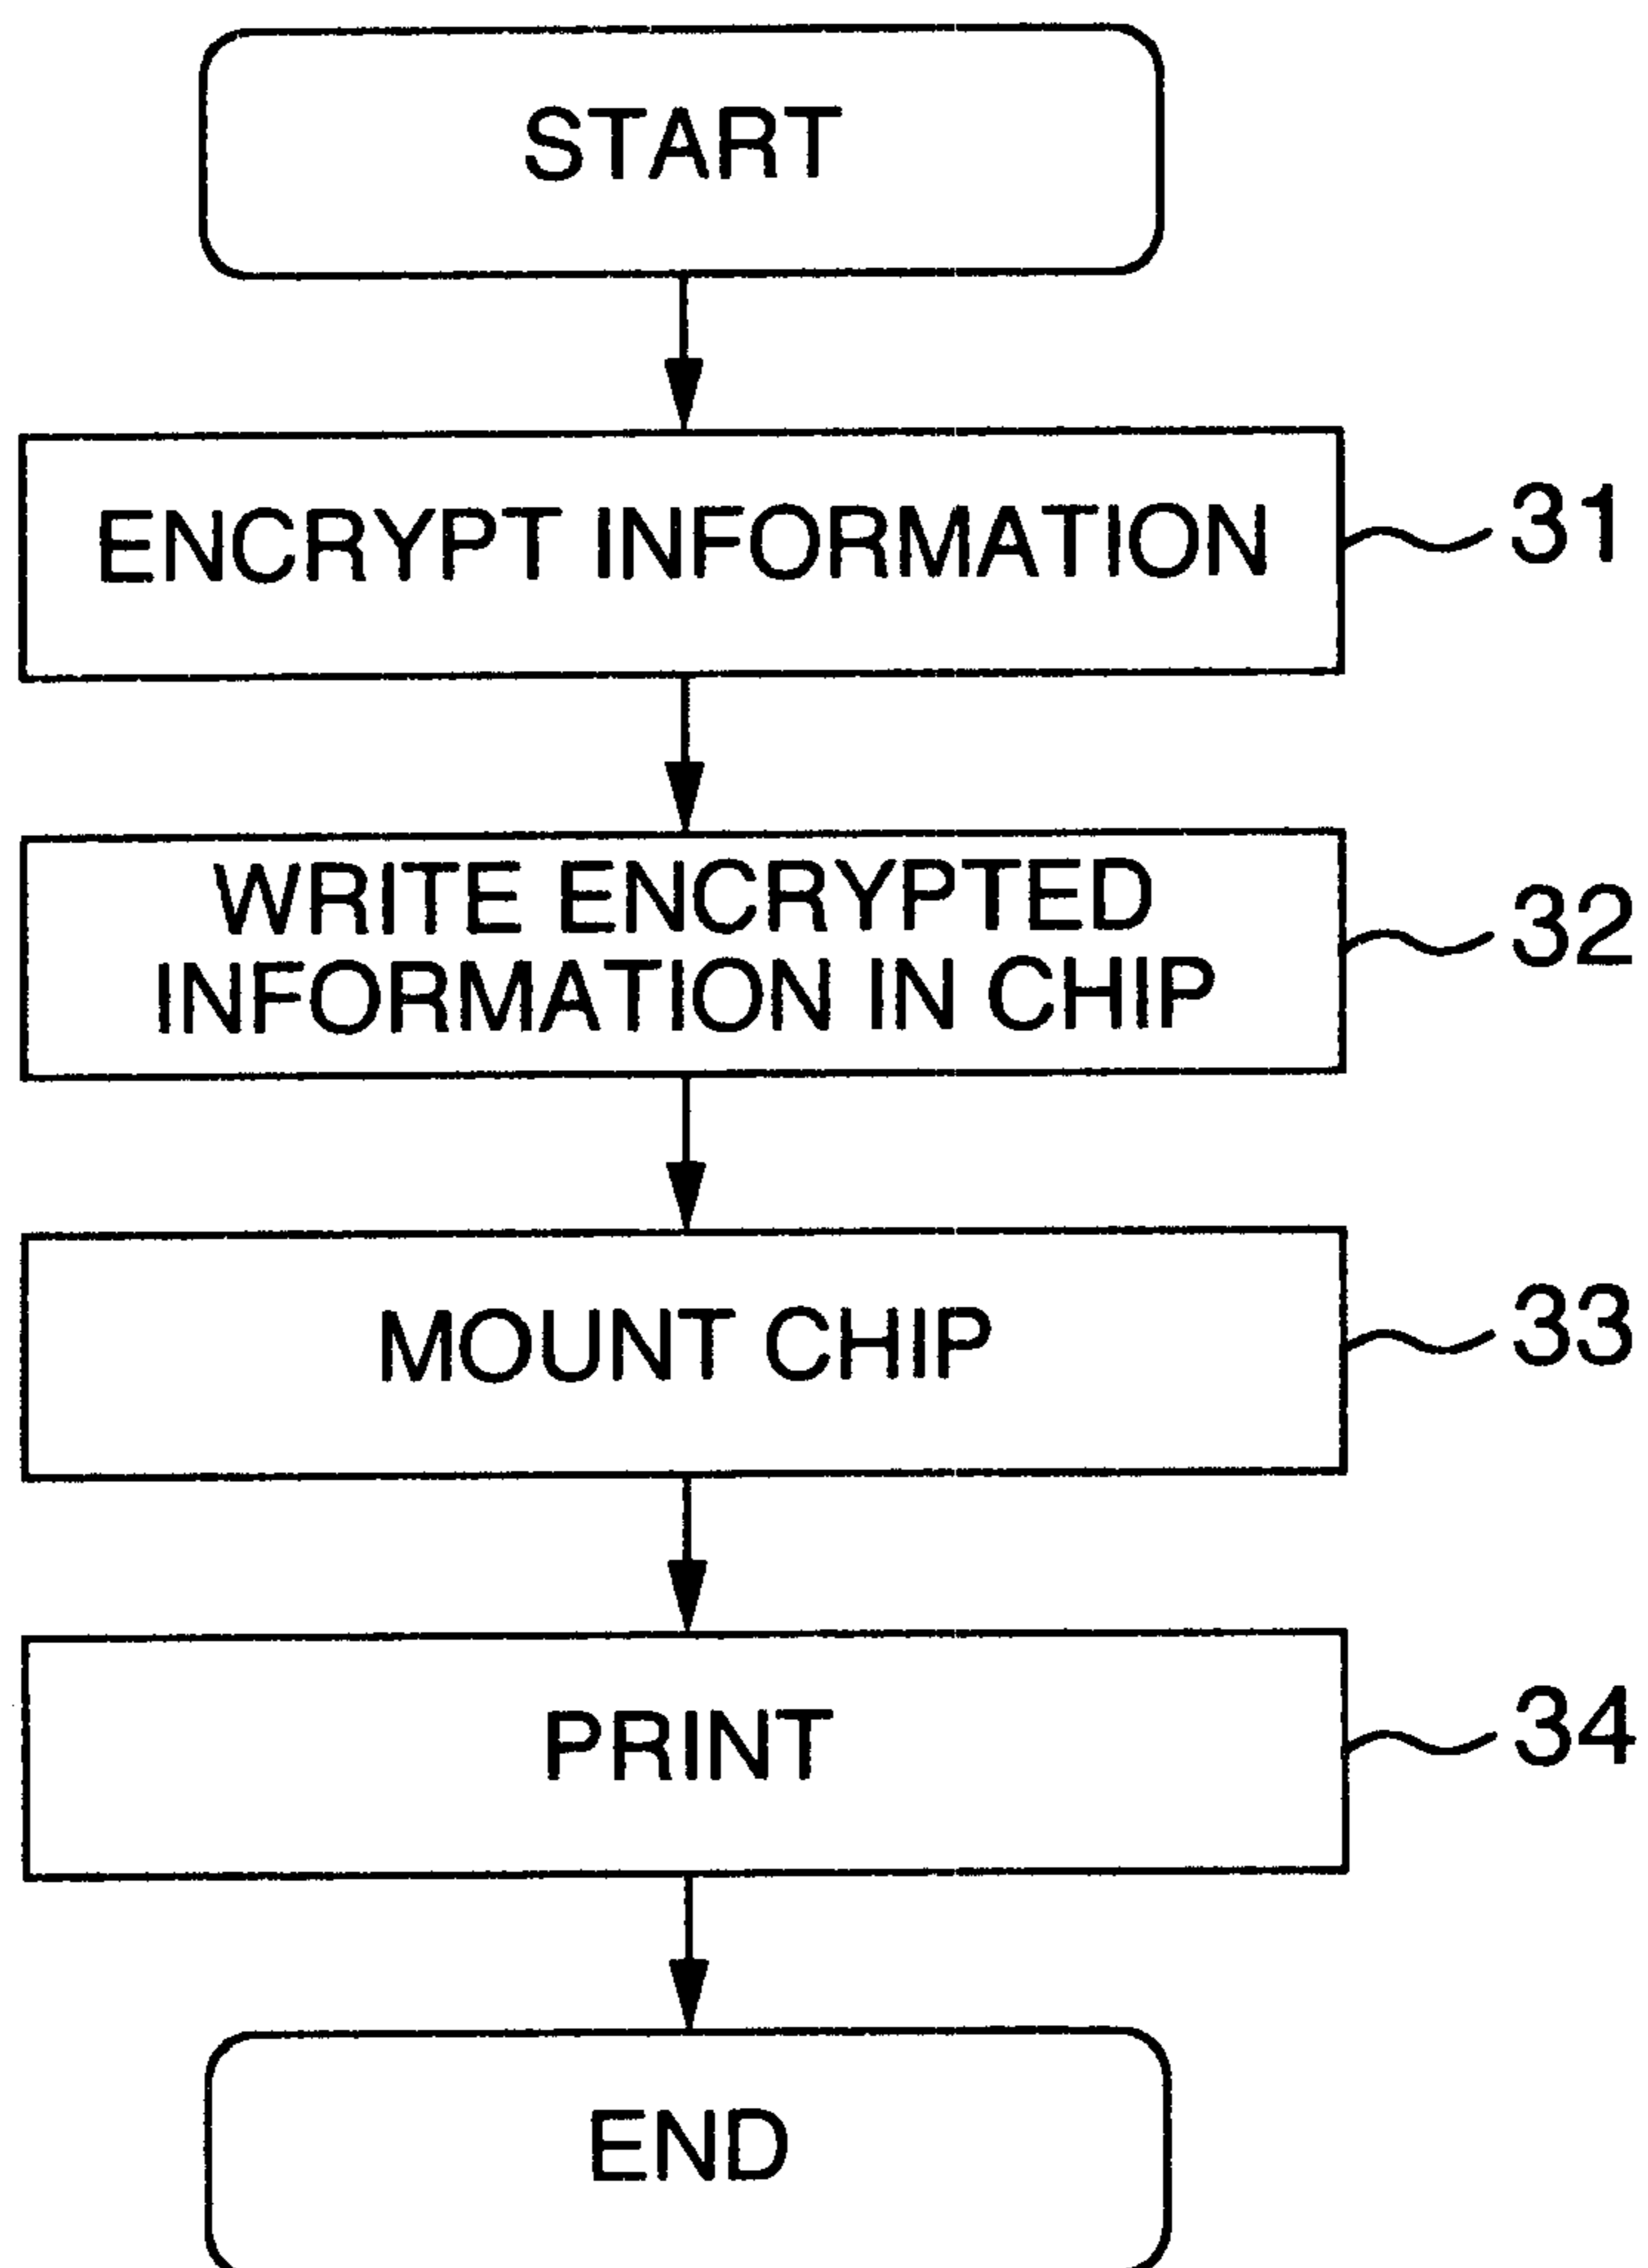 START
ENCRYPT INFORMATION
31
WRITE ENCRYPTED
INFORMATION IN CHIP
32
MOUNT CHIP
33
PRINT
34
END